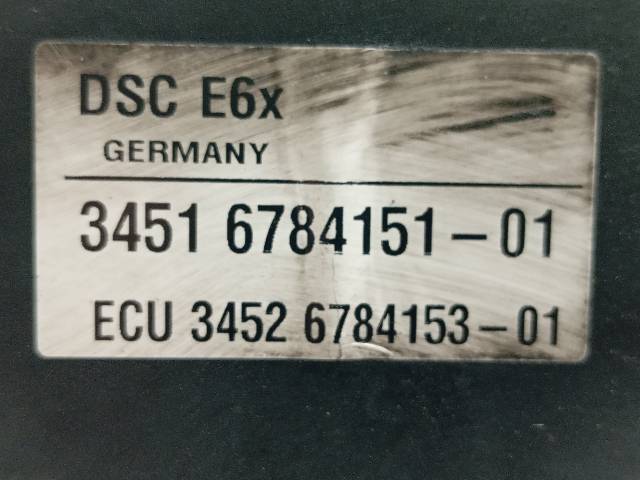 DSC E6x
GERMANY
3451 6784151-01
ECU 3452 6784153-01